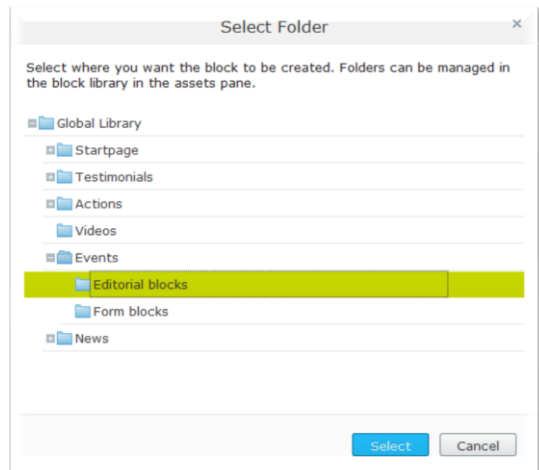 Select Folder
Select where you want the block to be created. Folders can be managed in
the block library in the assets pane.
Global Library
Startpage
Testimonials
Actions
Videos
Events
Editorial blocks
Form blocks
News
Select
Cancel